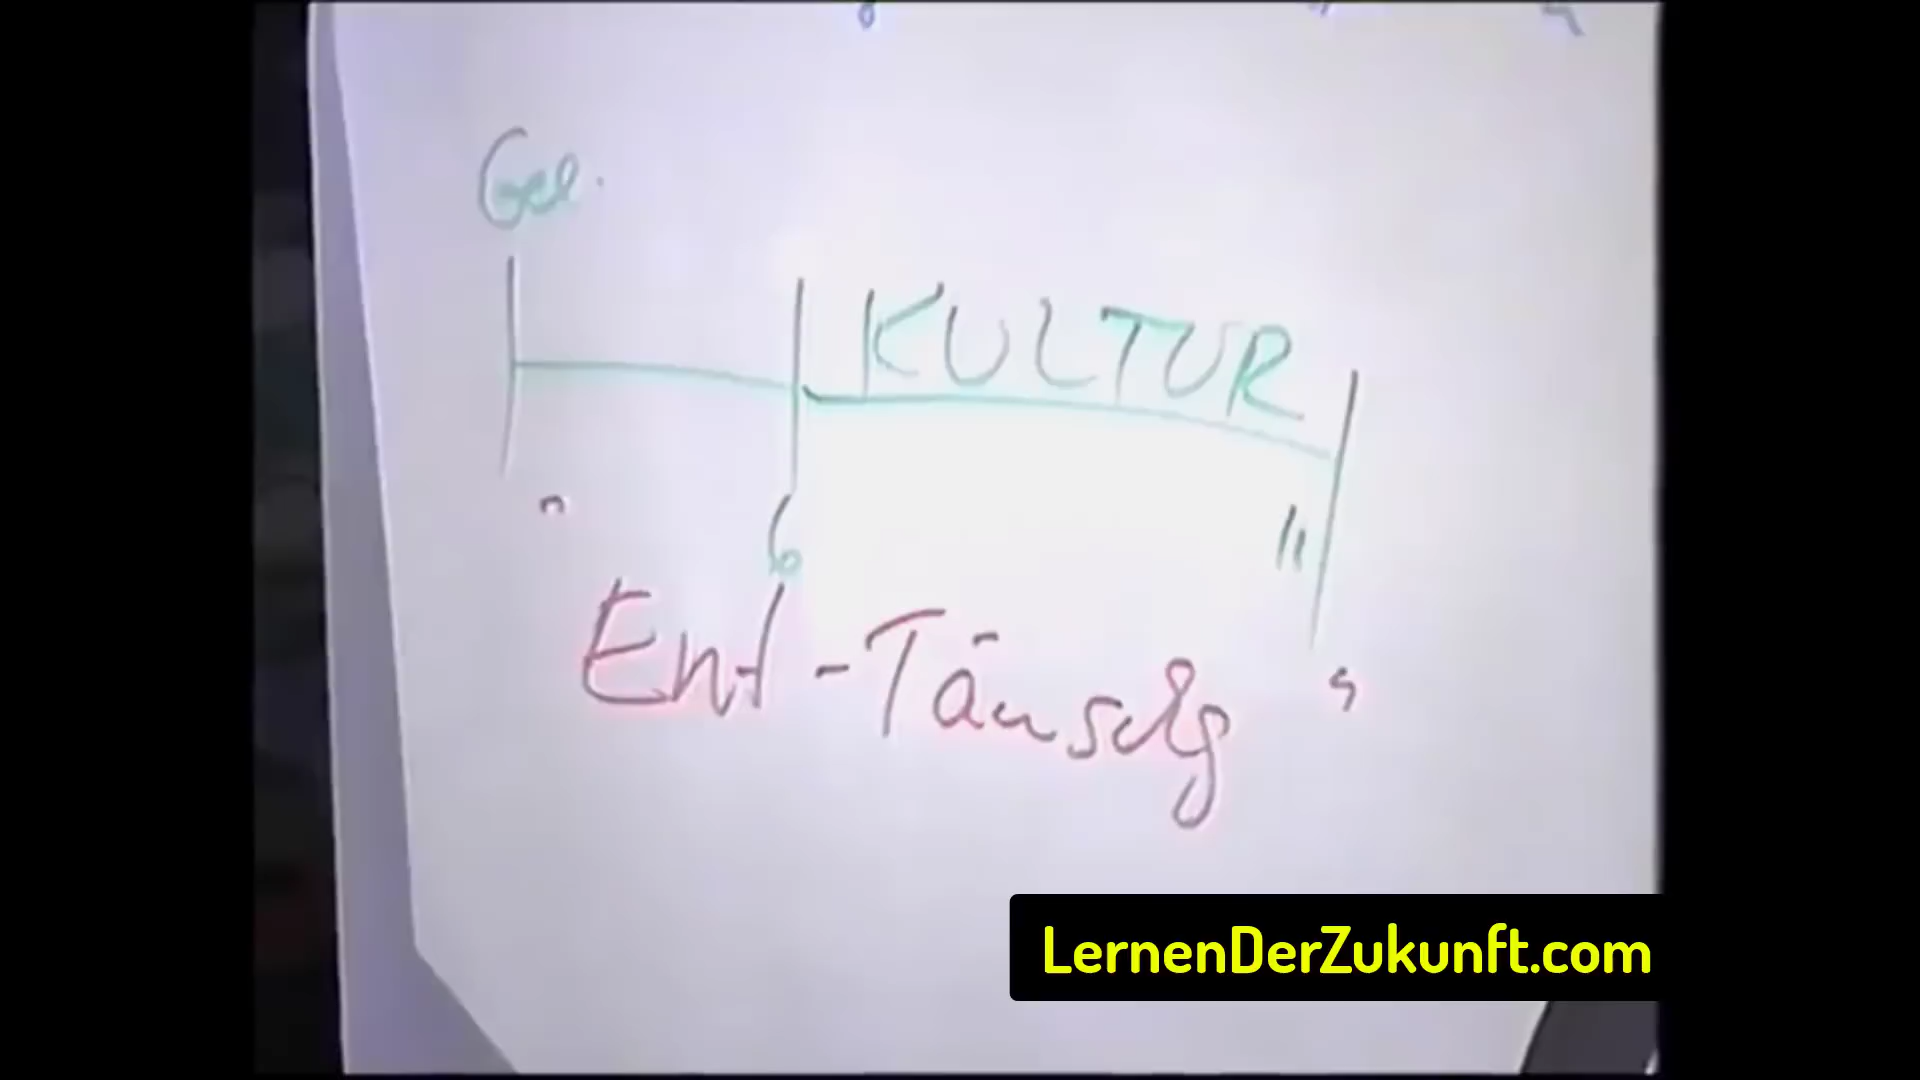 Geb.
KULTUR
6
11
Ent-Täuschg
LernenDerZukunft.com